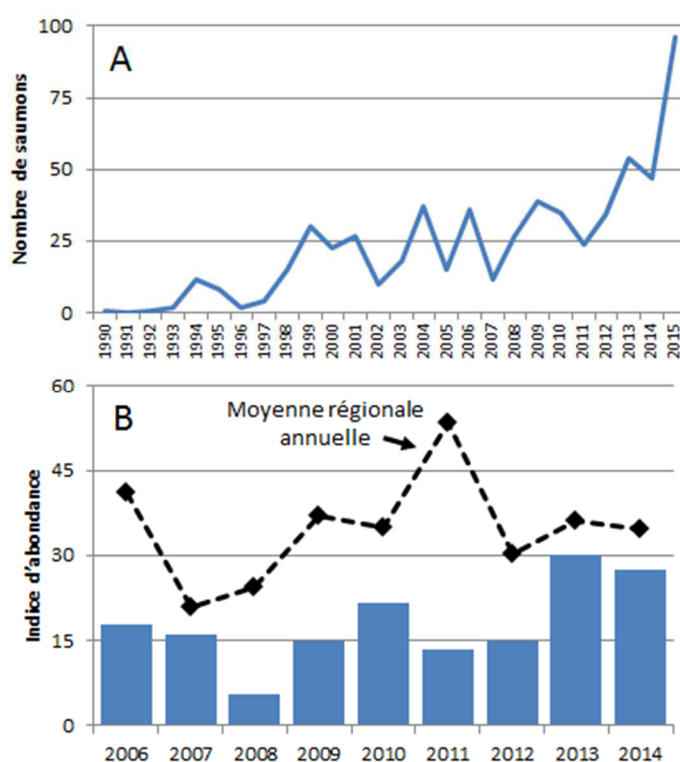 100
A
75
Nombre de saumons
50
25
0
1990 1991 1992 1993 1994 1995 1996 1997 1998 1999 2000 2001 2002 2003 2004 2005 2006 2007 2008 2009 2010 2011 2012 2013 2014 2015
60
B
Moyenne régionale
annuelle
45
Indice d'abondance
30
15
0
2006 2007 2008 2009 2010 2011 2012 2013 2014